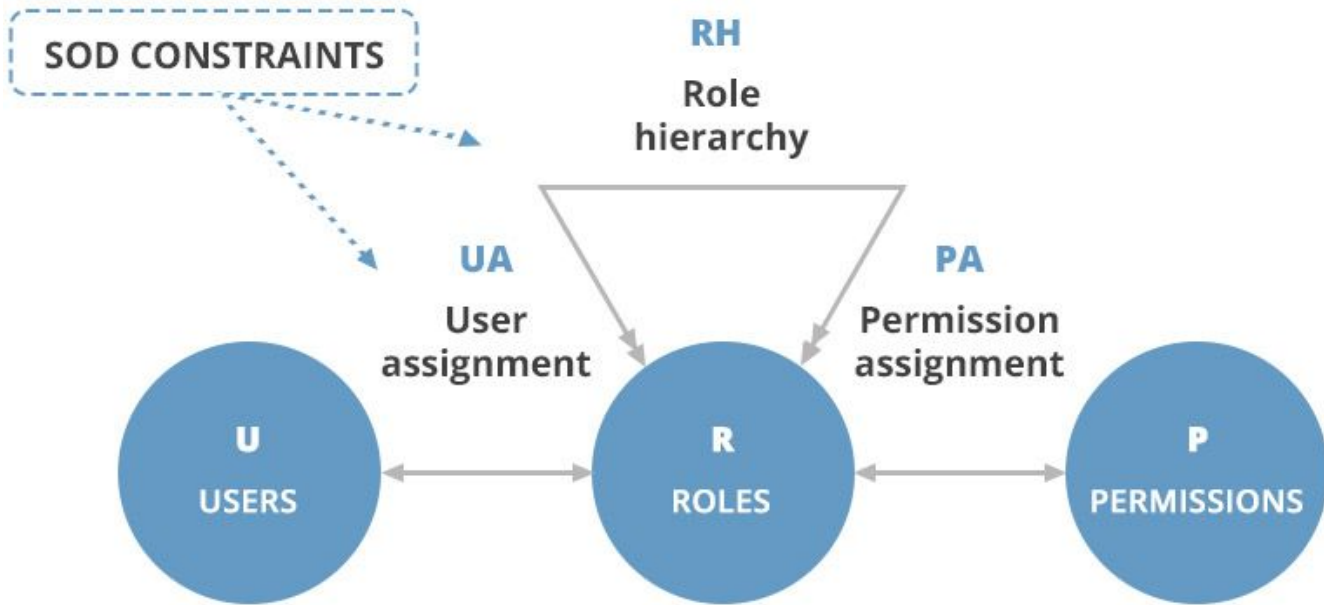 SOD CONSTRAINTS
RH
Role
hierarchy
UA
User
assignment
PA
Permission
assignment
U
USERS
R
ROLES
P
PERMISSIONS